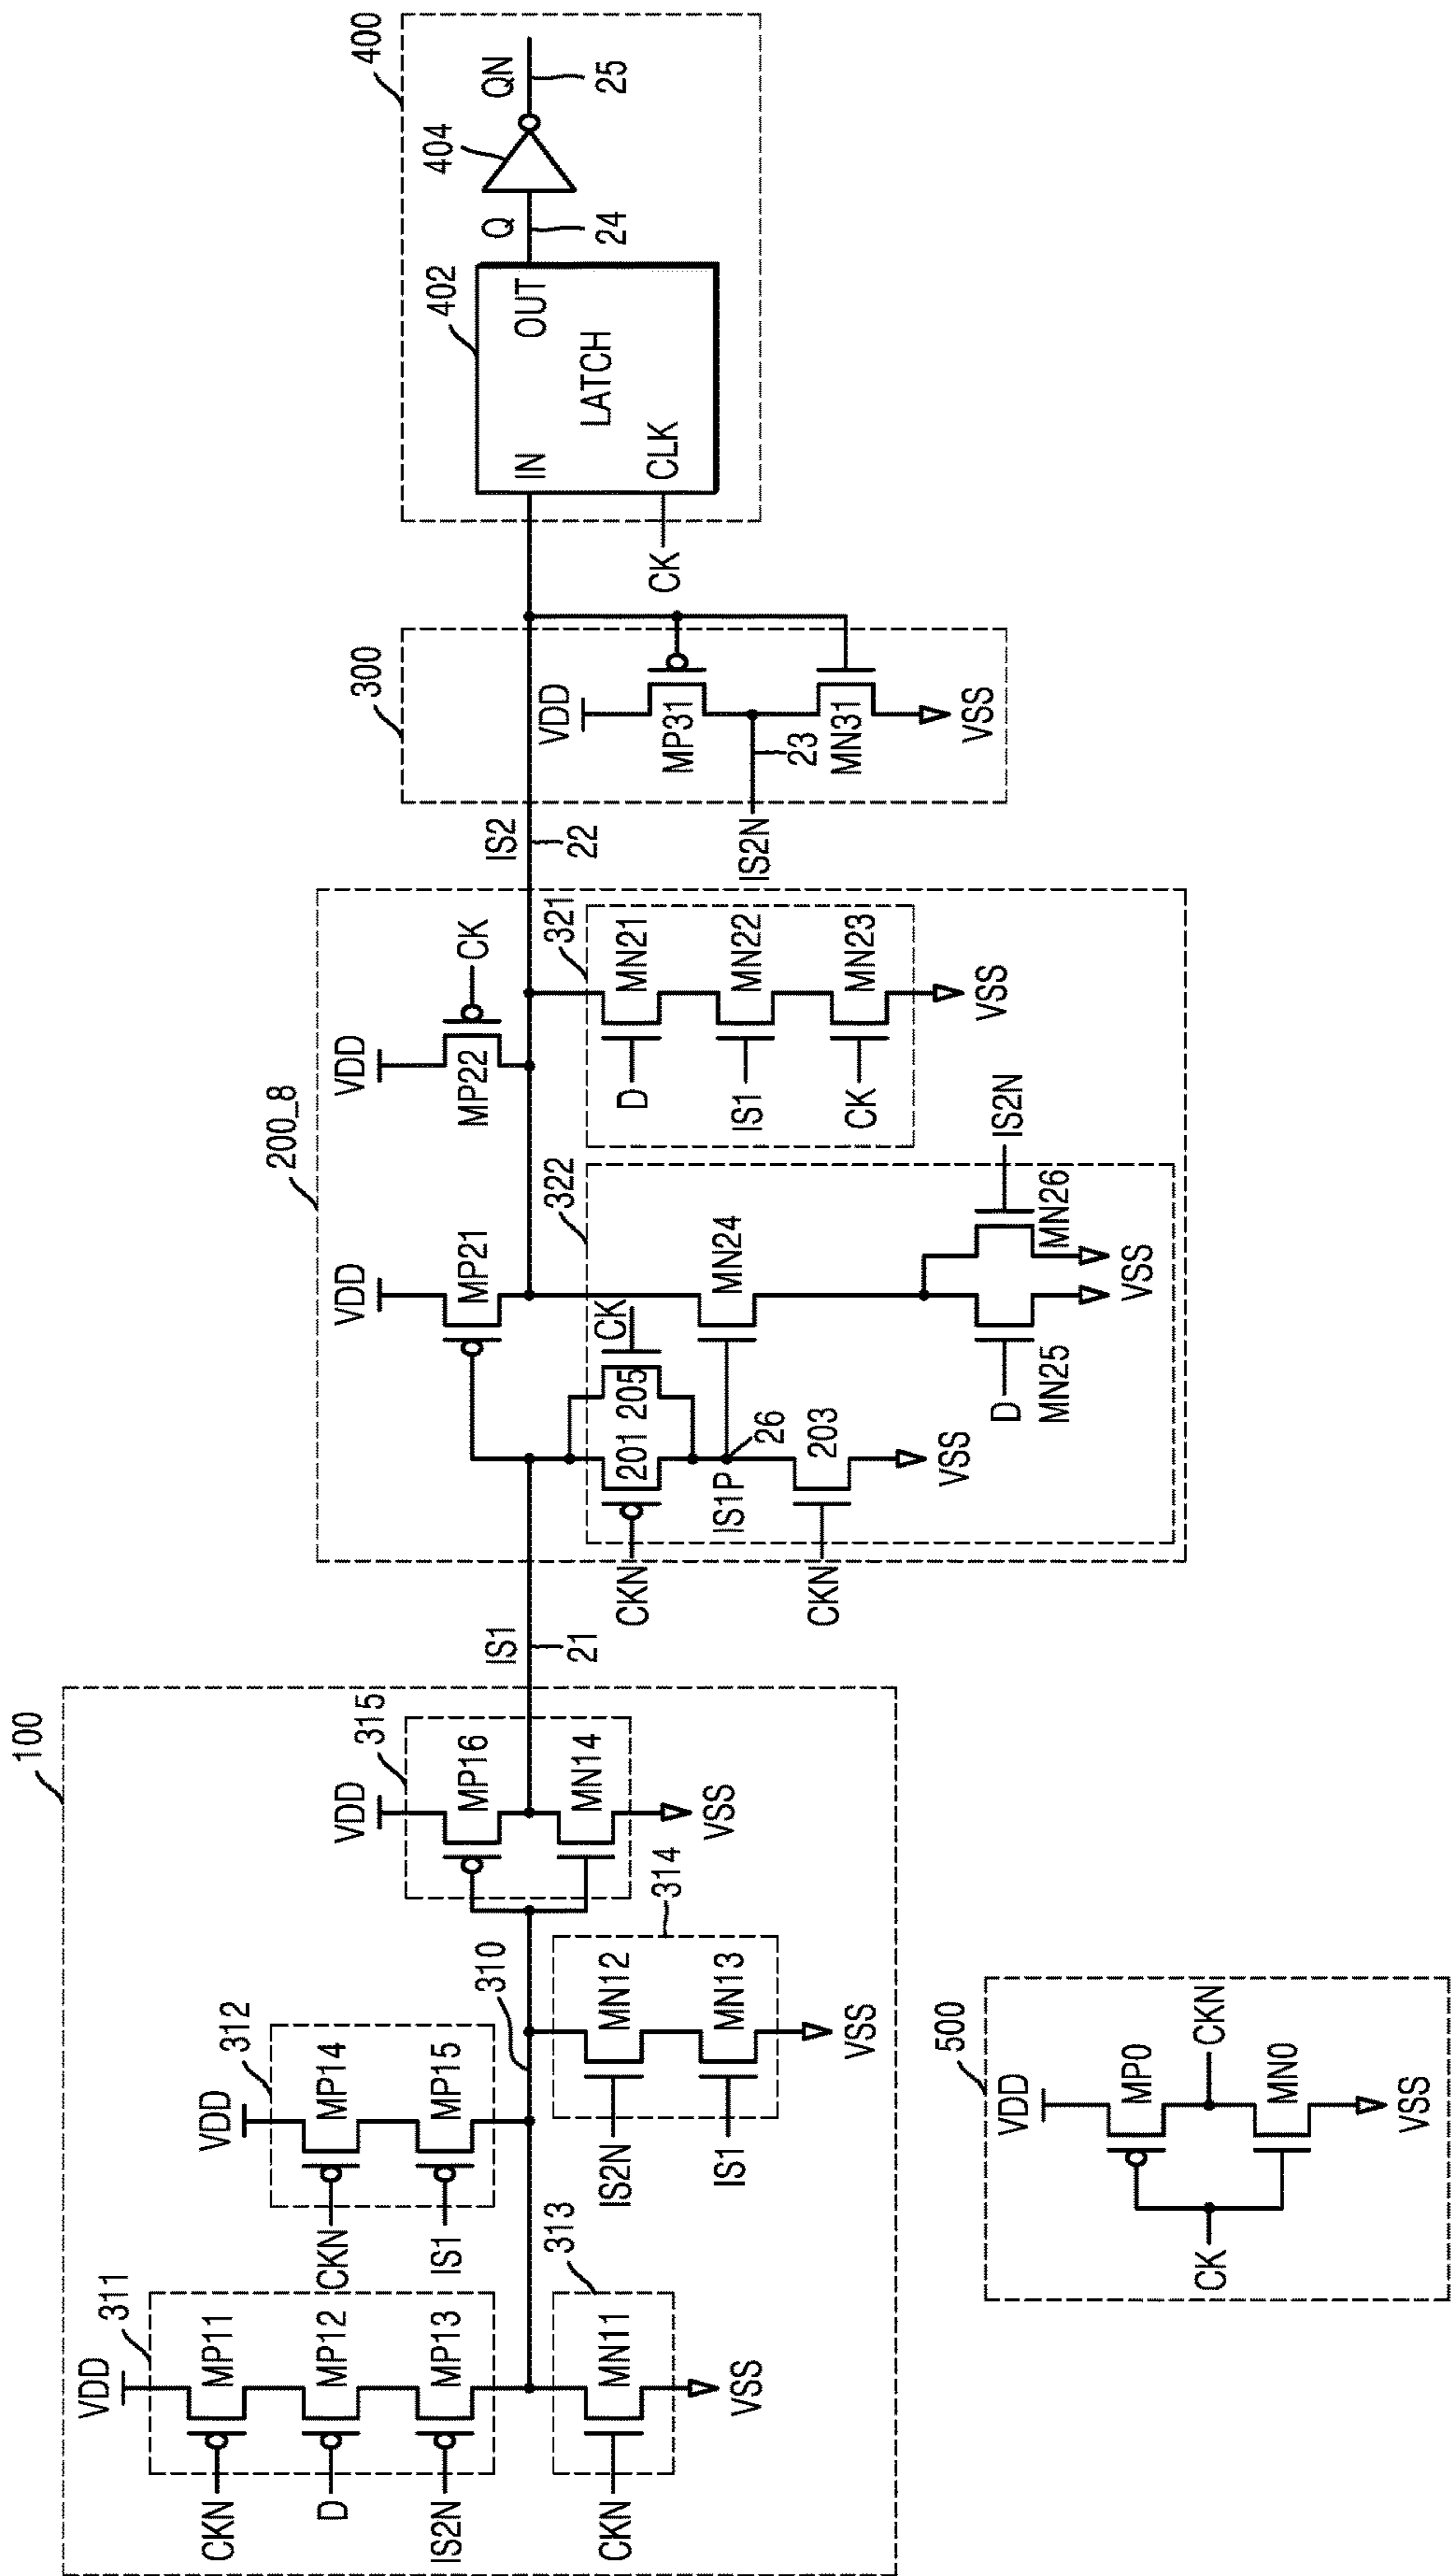 100
311
VDD
MP11
MP12
MP13
CKN
D
IS2N
313
MN11
CKN
VSS
312
VDD
MP14
MP15
CKN
IS1
310
314
MN12
MN13
IS2N
IS1
VSS
315
VDD
MP16
MN14
VSS
IS1
21
200_8
VDD
MP21
VDD
MP22
CK
322
CKN
201
205
CK
IS1P
26
CKN
203
VSS
MN24
D
MN25
MN26
IS2N
VSS
321
MN21
MN22
MN23
D
IS1
CK
VSS
IS2
22
300
VDD
MP31
IS2N
23
MN31
VSS
400
402
IN
OUT
LATCH
CLK
CK
Q
24
404
QN
25
500
VDD
MP0
CK
CKN
MN0
VSS